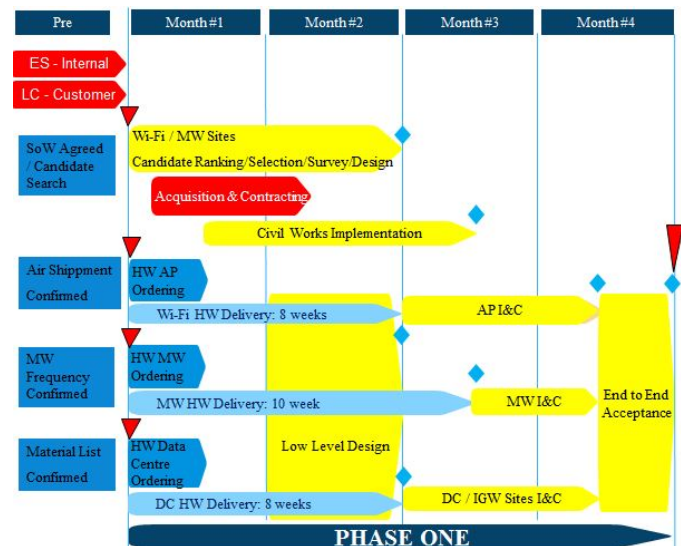 Pre
Month#1
Month#2
Month#3
Month#4
ES - Internal
LC - Customer
SoW Agreed
/ Candidate
Search
Wi-Fi / MW Sites
Candidate Ranking/Selection/Survey/Design
Acquisition & Contracting
Civil Works Implementation
Air Shippment
Confirmed
HW AP
Ordering
Wi-Fi HW Delivery: 8 weeks
AP I&C
MW
Frequency
Confirmed
HW MW
Ordering
MW HW Delivery: 10 week
MW I&C
End to End
Acceptance
Material List
Confirmed
HW Data
Centre
Ordering
Low Level Design
DC HW Delivery: 8 weeks
DC / IGW Sites I&C
PHASE ONE